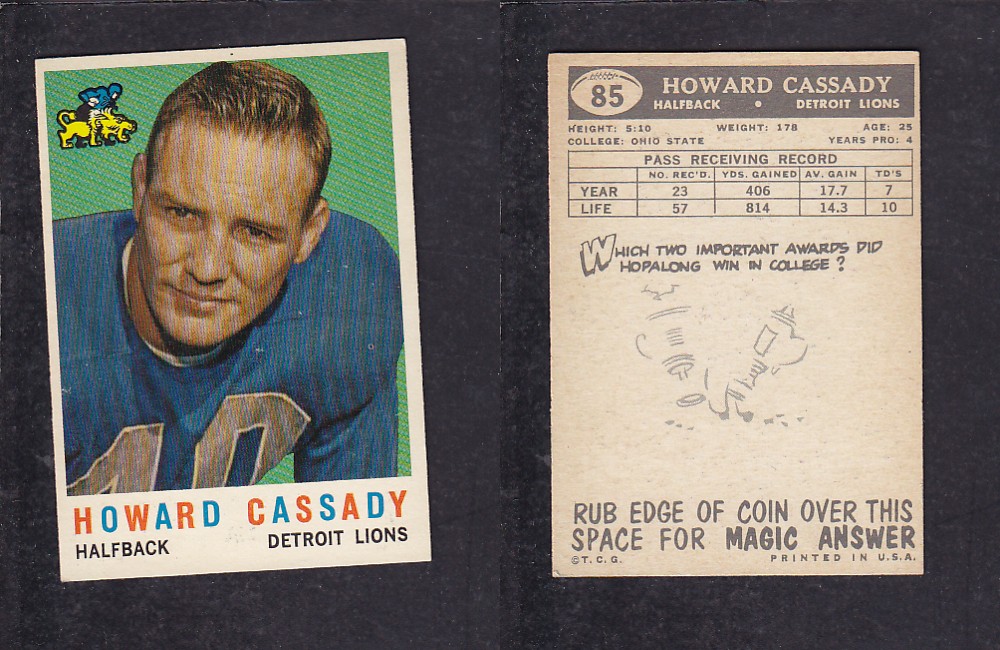 40
HOWARD CASSADY
HALFBACK
DETROIT LIONS
85
HOWARD CASSADY
HALFBACK • DETROIT LIONS
HEIGHT: 5:10 WEIGHT: 178 AGE: 25
COLLEGE: OHIO STATE YEARS PRO: 4
PASS RECEIVING RECORD
NO. REC'D. YDS. GAINED AV. GAIN TD'S
YEAR 23 406 17.7 7
LIFE 57 814 14.3 10
WHICH TWO IMPORTANT AWARDS DID
HOPALONG WIN IN COLLEGE?
RUB EDGE OF COIN OVER THIS
SPACE FOR MAGIC ANSWER
©T.C.G. PRINTED IN U.S.A.